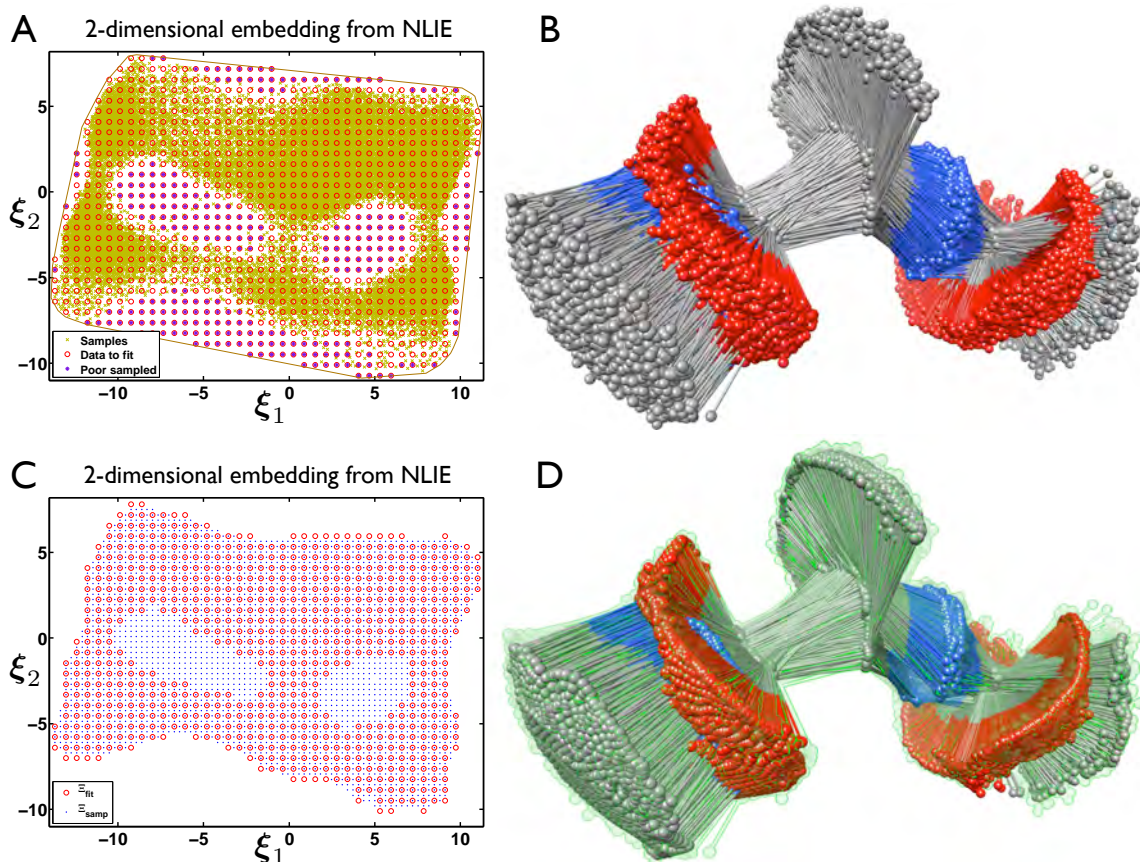 A
2-dimensional embedding from NLIE
5
0
−5
−10
ξ2
Samples
Data to fit
Poor sampled
−10
−5
0
5
10
ξ1
B
C
2-dimensional embedding from NLIE
5
0
−5
−10
ξ2
Ξfit
Ξsamp
−10
−5
0
5
10
ξ1
D